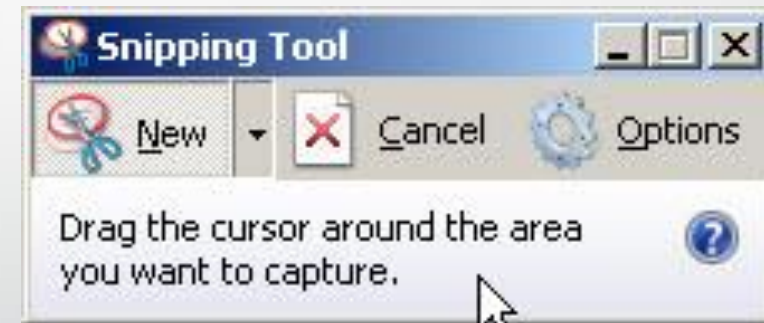 Snipping Tool
New Cancel Options
Drag the cursor around the area
you want to capture.